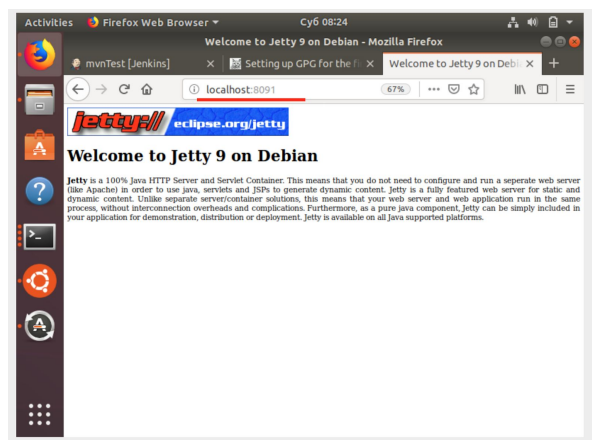 Activities Firefox Web Browser Суб 08:24
Welcome to Jetty 9 on Debian - Mozilla Firefox
mvnTest [Jenkins] Setting up GPG for the fi Welcome to Jetty 9 on Debia
localhost:8091 67%
jetty:// eclipse.org/jetty
Welcome to Jetty 9 on Debian
Jetty is a 100% Java HTTP Server and Servlet Container. This means that you do not need to configure and run a seperate web server
(like Apache) in order to use java, servlets and JSPs to generate dynamic content. Jetty is a fully featured web server for static and
dynamic content. Unlike separate server/container solutions, this means that your web server and web application run in the same
process, without interconnection overheads and complications. Furthermore, as a pure java component, Jetty can be simply included in
your application for demonstration, distribution or deployment. Jetty is available on all Java supported platforms.